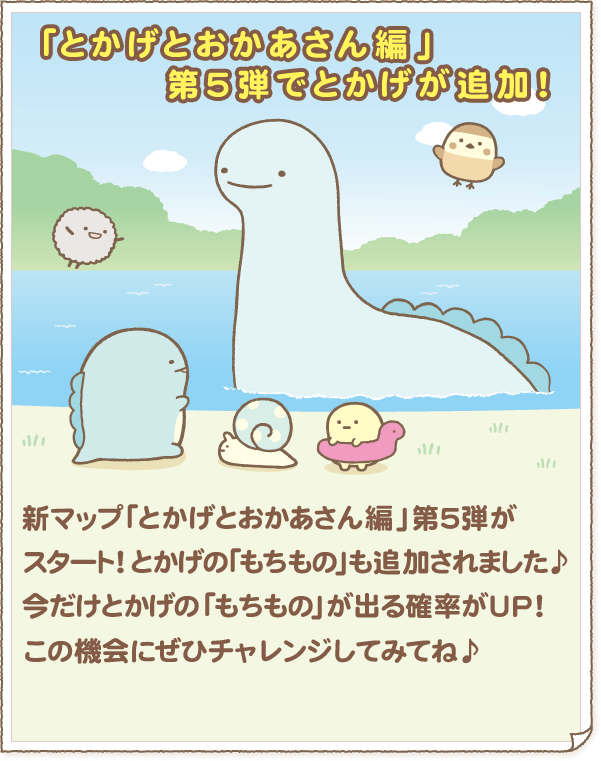 「とかげとおかあさん編」
第5弾でとかげが追加!
新マップ「とかげとおかあさん編」第5弾が
スタート!とかげの「もちもの」も追加されました♪
今だけとかげの「もちもの」が出る確率がUP!
この機会にぜひチャレンジしてみてね♪